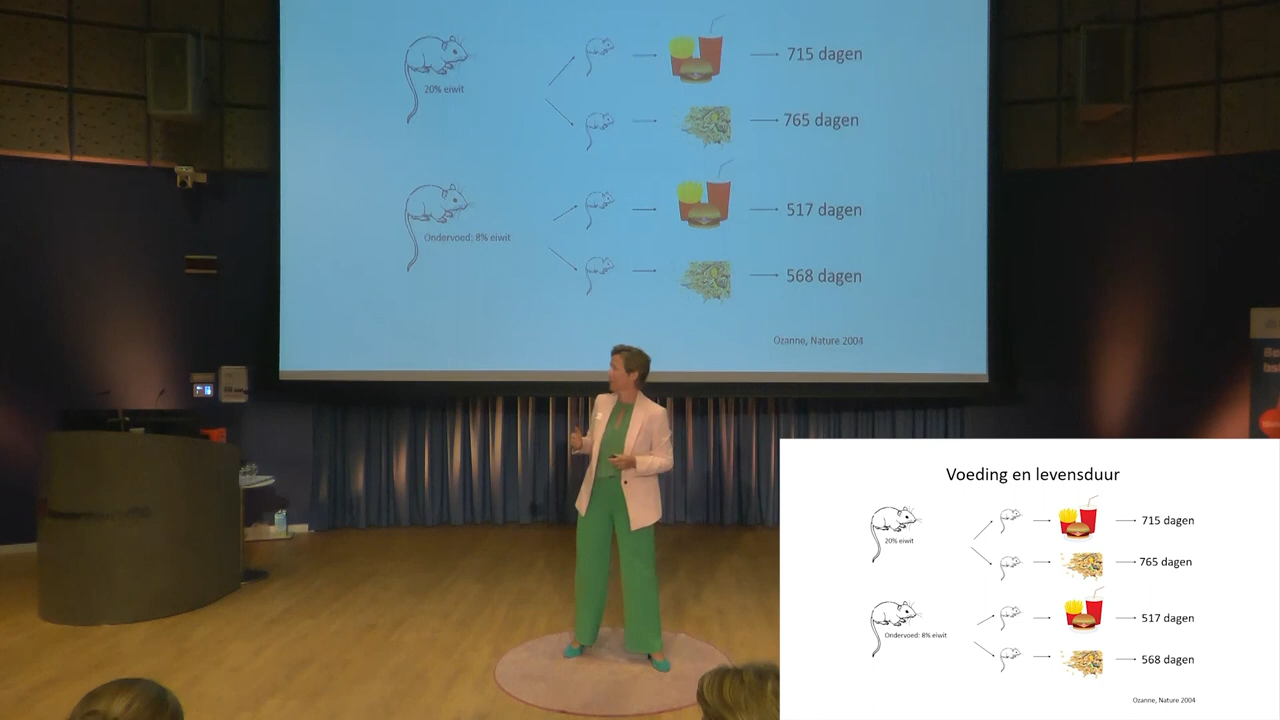 715 dagen
20% eiwit
765 dagen
517 dagen
Ondervoed: 8% eiwit
568 dagen
Ozanne, Nature 2004
Voeding en levensduur
715 dagen
20% eiwit
765 dagen
517 dagen
Ondervoed: 8% eiwit
568 dagen
Ozanne, Nature 2004